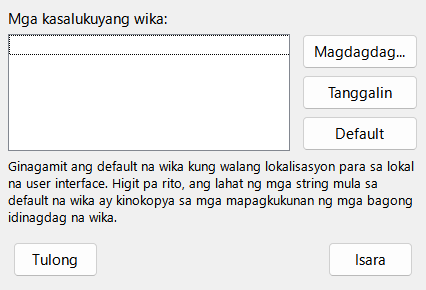 Mga kasalukuyang wika:
Magdagdag...
Tanggalin
Default
Ginagamit ang default na wika kung walang lokalisasyon para sa lokal
na user interface. Higit pa rito, ang lahat ng mga string mula sa
default na wika ay kinokopya sa mga mapagkukunan ng mga bagong
idinagdag na wika.
Tulong
Isara